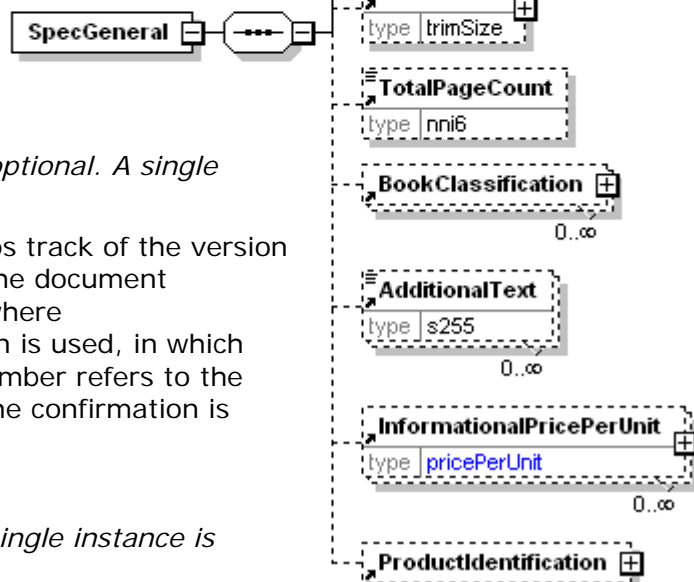 SpecGeneral
optional. A single
os track of the version
ne document
where
n is used, in which
mber refers to the
ne confirmation is
single instance is
type trimSize
TotalPageCount
type nni6
BookClassification
0..∞
AdditionalText
type s255
0..∞
InformationalPricePerUnit
type pricePerUnit
0..∞
ProductIdentification